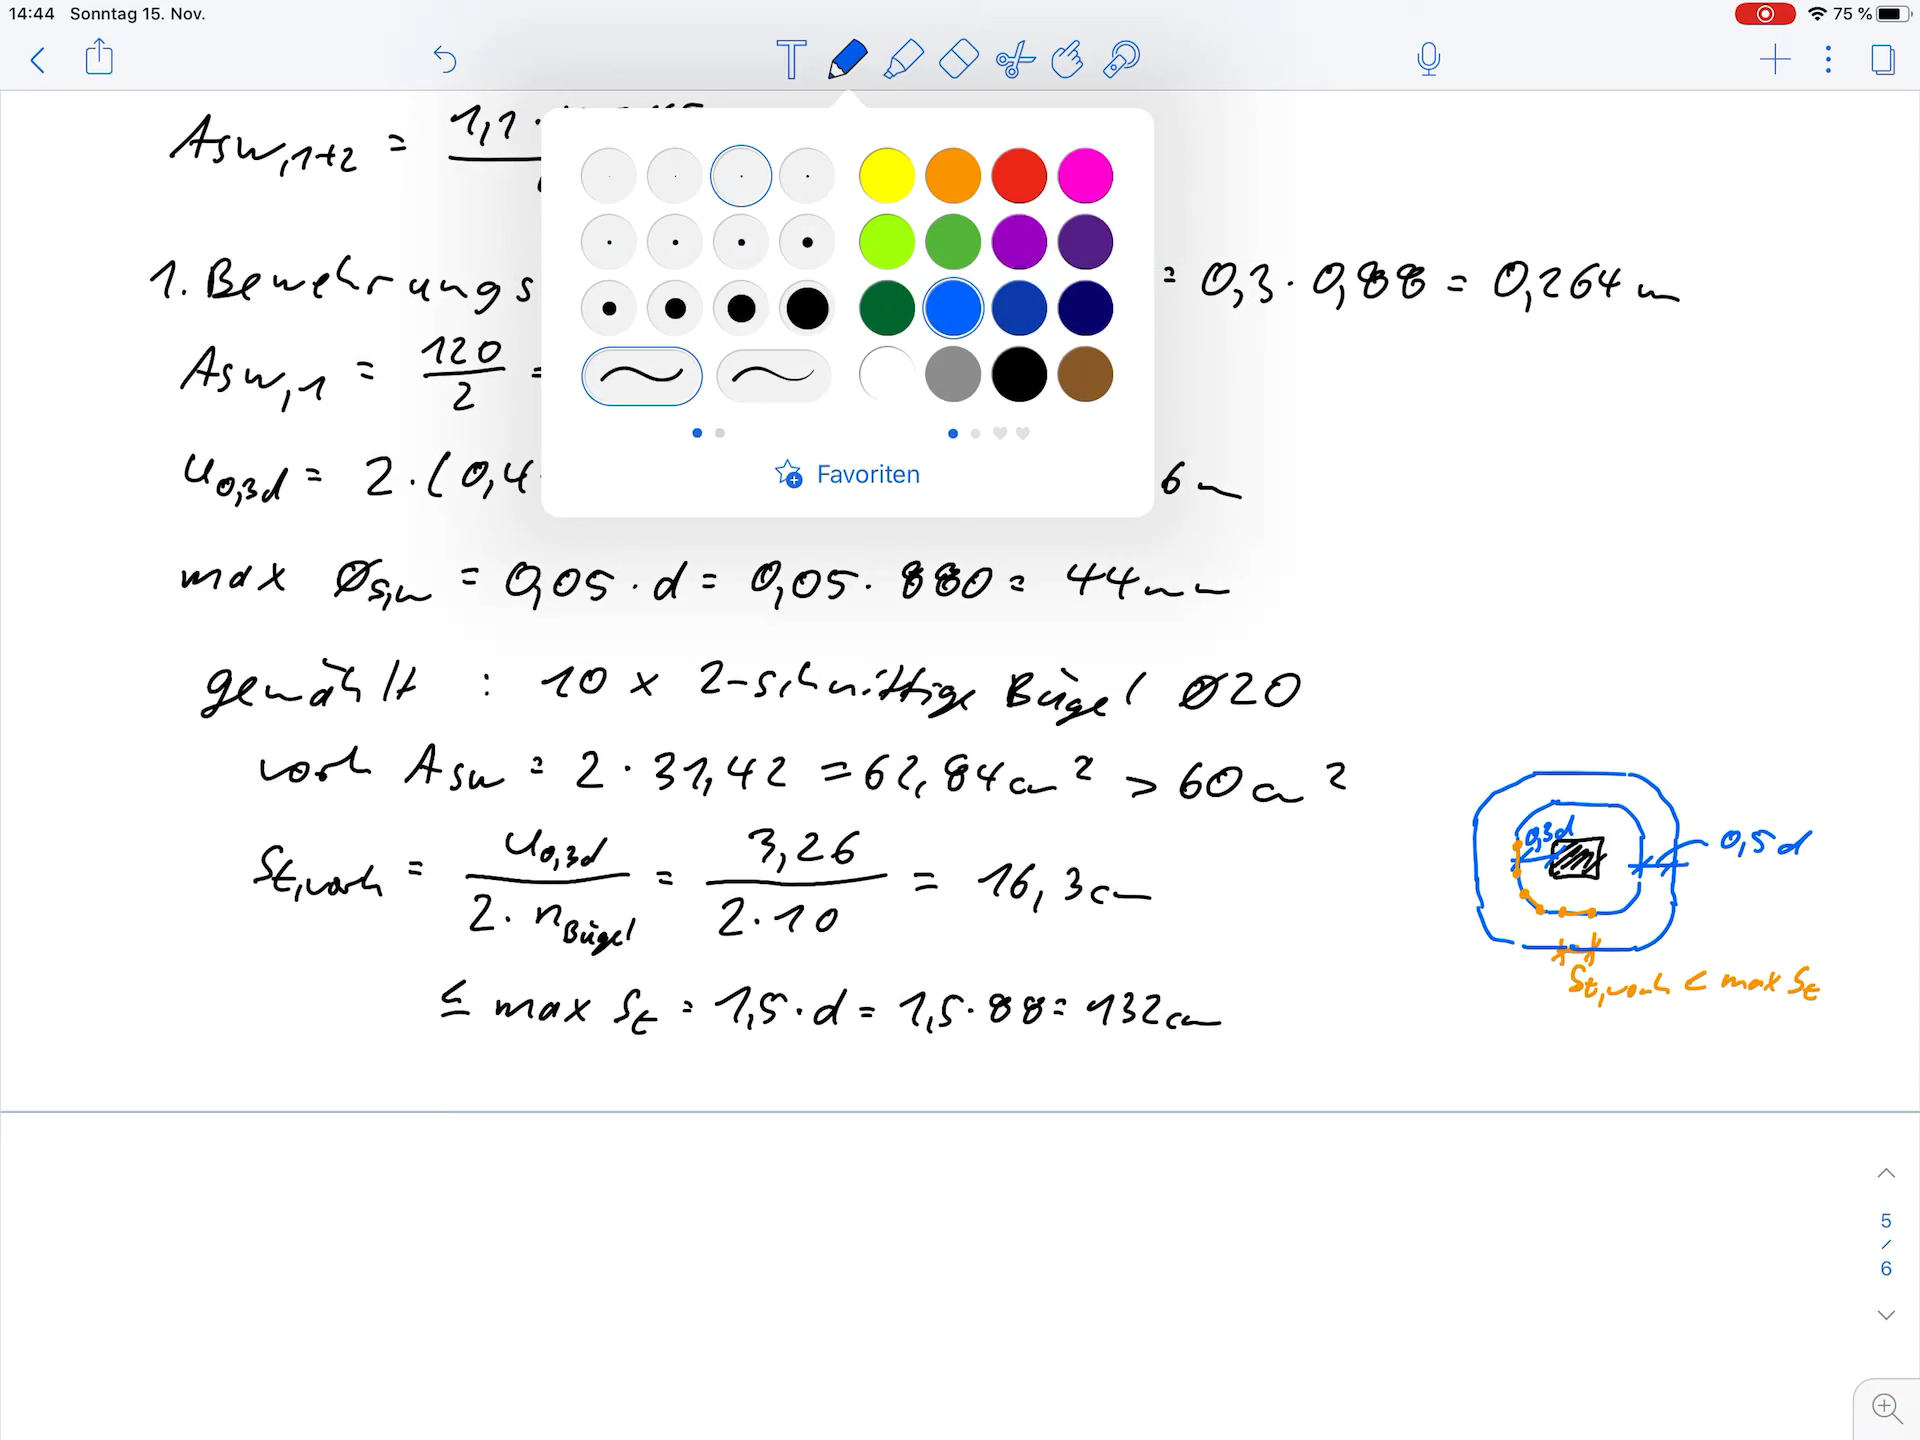 14:44 Sonntag 15. Nov. 75 %
T
Asw,1+2 = 1,1 ·
1. Bewehrungs = 0,3 · 0,88 = 0,264 m
Asw,1 = 120/2 =
u0,3d = 2 · (0,4 6 m
Favoriten
max Øs,w = 0,05 · d = 0,05 · 880 = 44 mm
gewählt : 10 x 2-schnittige Bügel Ø20
vorh Asw = 2 · 31,42 = 62,84 cm² > 60 cm²
St,vorh = u0,3d / 2 · nBügel = 3,26 / 2 · 10 = 16,3 cm
≤ max St = 1,5 · d = 1,5 · 88 = 132 cm
0,3d
0,5 d
St,vorh < max St
5
/
6